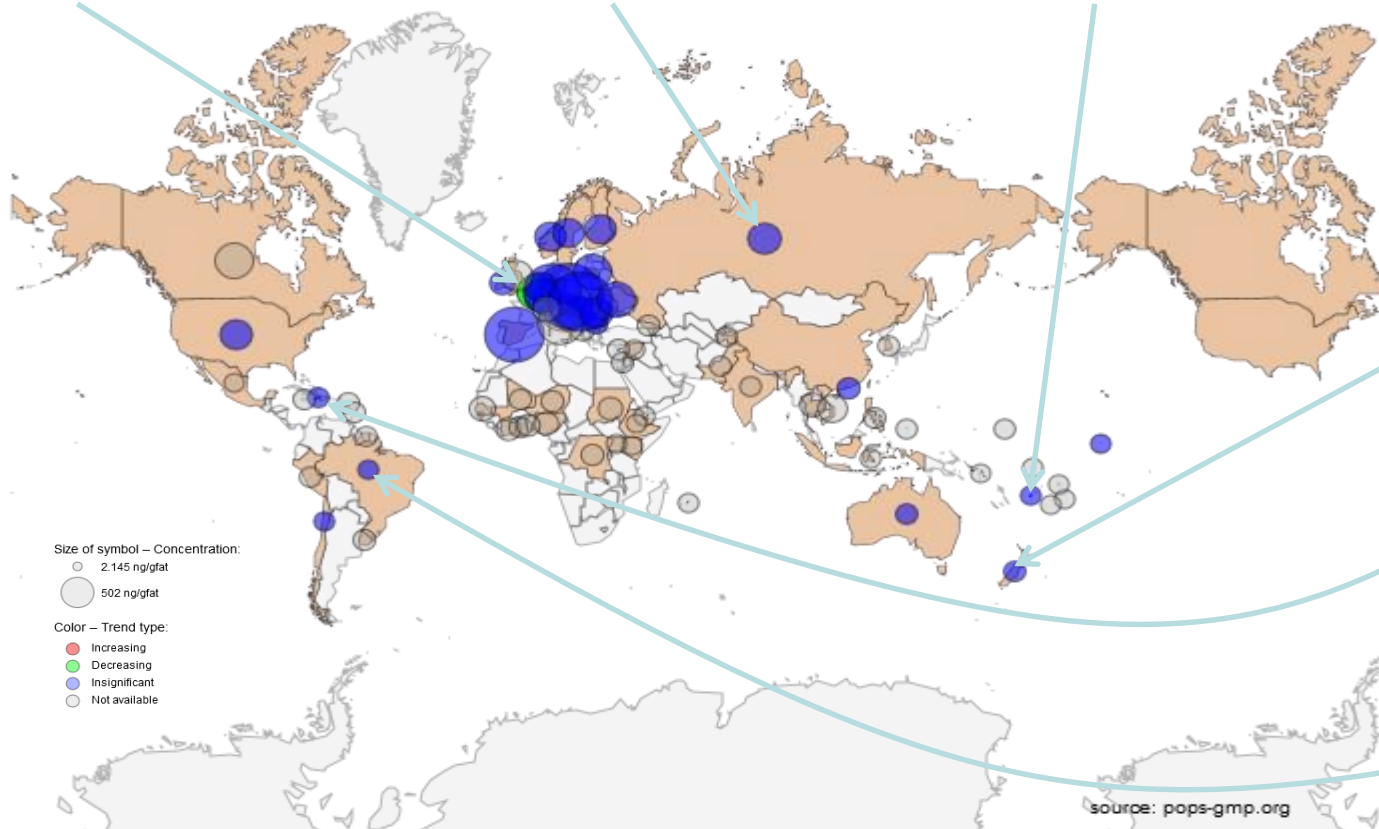 Size of symbol – Concentration:
2.145 ng/gfat
502 ng/gfat
Color – Trend type:
Increasing
Decreasing
Insignificant
Not available
source: pops-gmp.org